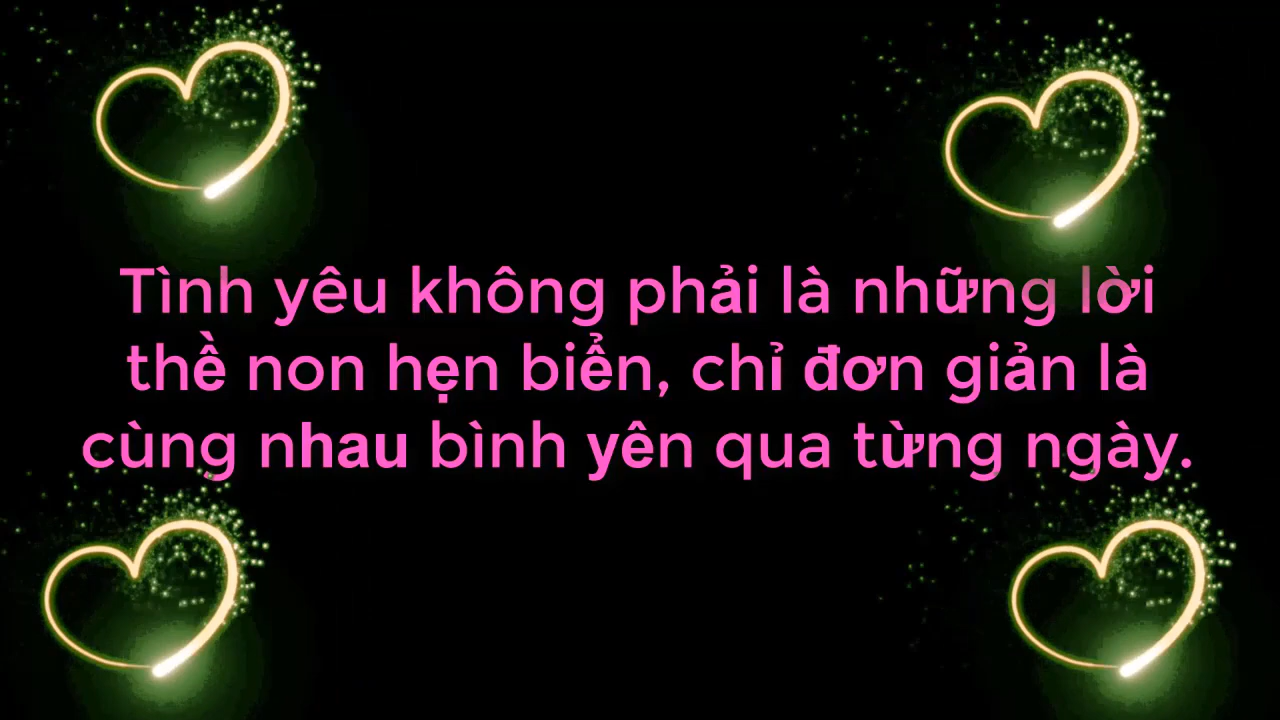 Tình yêu không phải là những lời
thề non hẹn biển, chỉ đơn giản là
cùng nhau bình yên qua từng ngày.